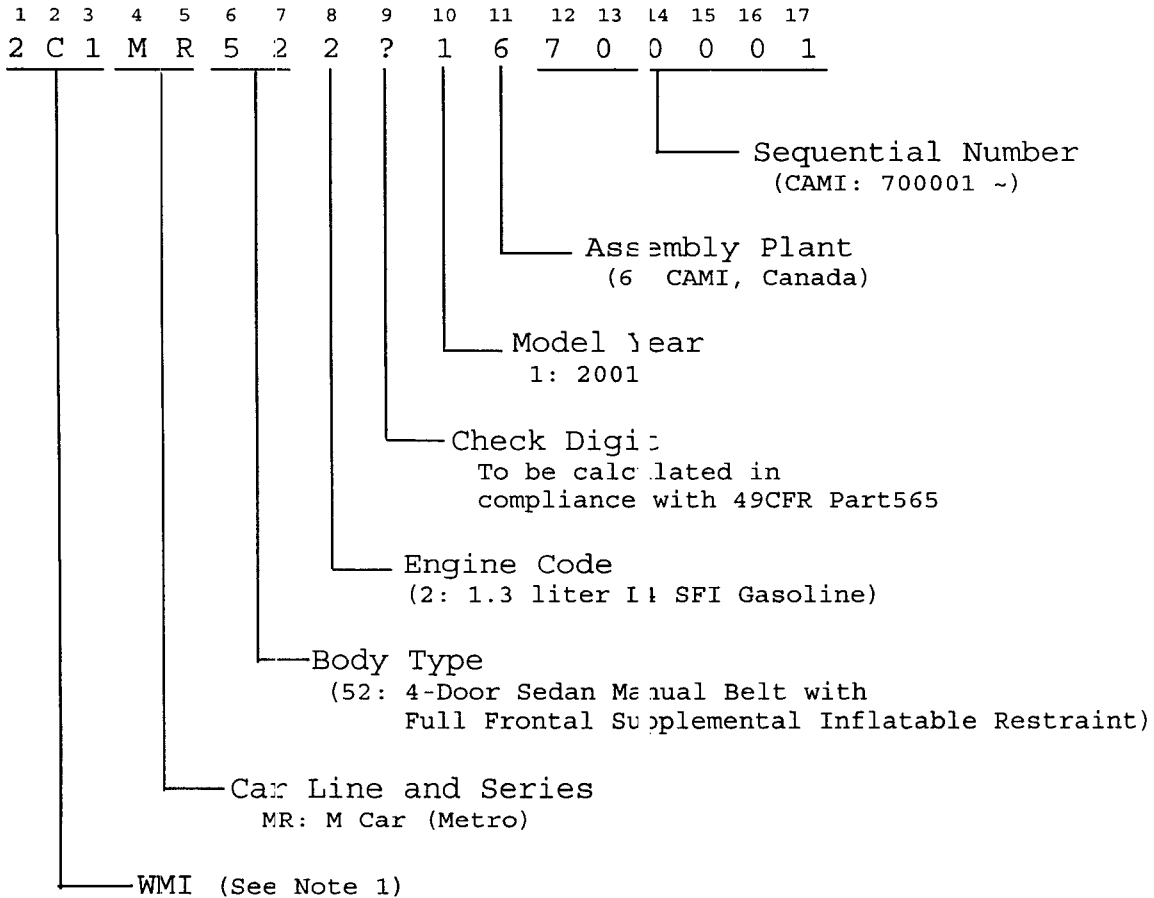 1 2 3 4 5 6 7 8 9 10 11 12 13 14 15 16 17
2 C 1 M R 5 2 2 ? 1 6 7 0 0 0 0 1
Sequential Number
(CAMI: 700001 ~)
Assembly Plant
(6 CAMI, Canada)
Model Year
1: 2001
Check Digit
To be calculated in
compliance with 49CFR Part565
Engine Code
(2: 1.3 liter I4 SFI Gasoline)
Body Type
(52: 4-Door Sedan Manual Belt with
Full Frontal Supplemental Inflatable Restraint)
Car Line and Series
MR: M Car (Metro)
WMI (See Note 1)